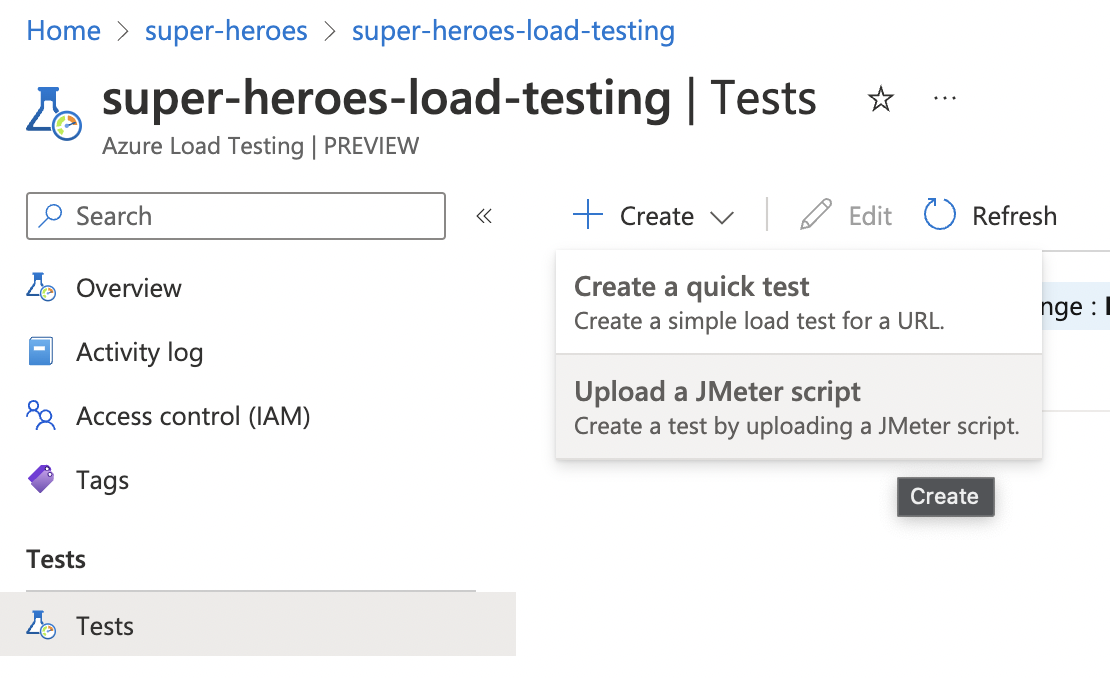 Home > super-heroes > super-heroes-load-testing
super-heroes-load-testing | Tests
Azure Load Testing | PREVIEW
Search
Create
Edit
Refresh
Create a quick test
Create a simple load test for a URL.
nge :
Upload a JMeter script
Create a test by uploading a JMeter script.
Create
Overview
Activity log
Access control (IAM)
Tags
Tests
Tests